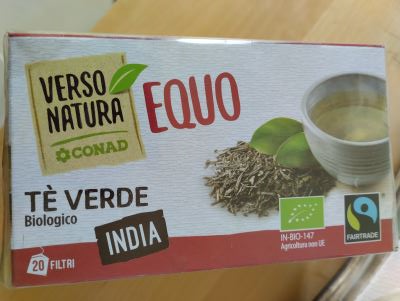 VERSO
NATURA
CONAD
EQUO
TÈ VERDE
Biologico
INDIA
20 FILTRI
IN-BIO-147
Agricoltura non UE
FAIRTRADE